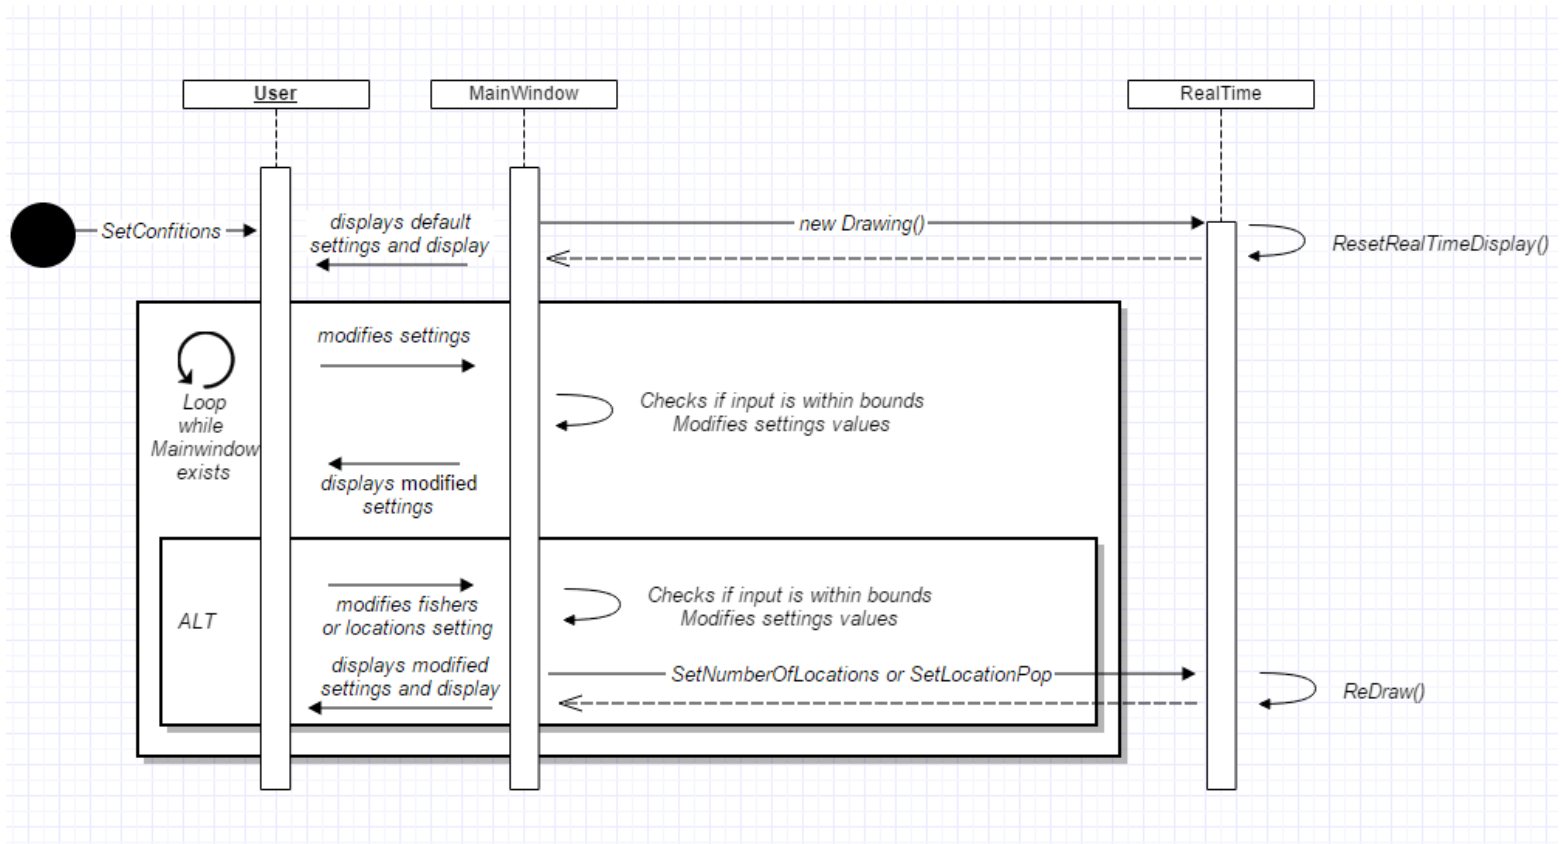 User
MainWindow
RealTime
SetConfitions
displays default
settings and display
new Drawing()
ResetRealTimeDisplay()
modifies settings
Loop
while
Mainwindow
exists
Checks if input is within bounds
Modifies settings values
displays modified
settings
ALT
modifies fishers
or locations setting
Checks if input is within bounds
Modifies settings values
displays modified
settings and display
SetNumberOfLocations or SetLocationPop
ReDraw()